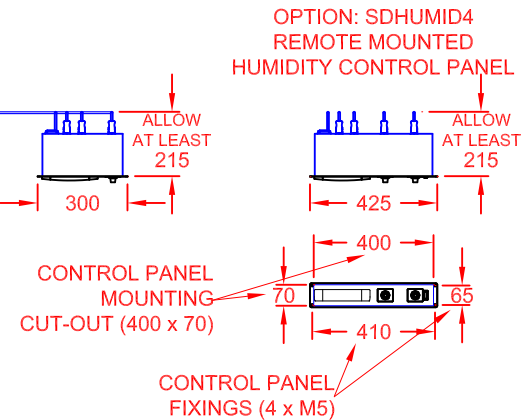 OPTION: SDHUMID4
REMOTE MOUNTED
HUMIDITY CONTROL PANEL
ALLOW
AT LEAST
215
300
ALLOW
AT LEAST
215
425
400
CONTROL PANEL
MOUNTING
CUT-OUT (400 x 70)
70
65
410
CONTROL PANEL
FIXINGS (4 x M5)